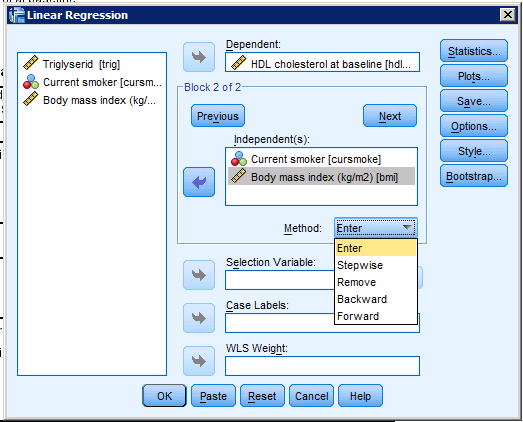 Linear Regression
Triglyserid [trig]
Current smoker [cursm...
Body mass index (kg/...
Dependent:
HDL cholesterol at baseline [hdl...
Block 2 of 2
Previous
Next
Independent(s):
Current smoker [cursmoke]
Body mass index (kg/m2) [bmi]
Method:
Enter
Enter
Stepwise
Remove
Backward
Forward
Selection Variable:
Case Labels:
WLS Weight:
Statistics...
Plots...
Save...
Options...
Style...
Bootstrap...
OK
Paste
Reset
Cancel
Help